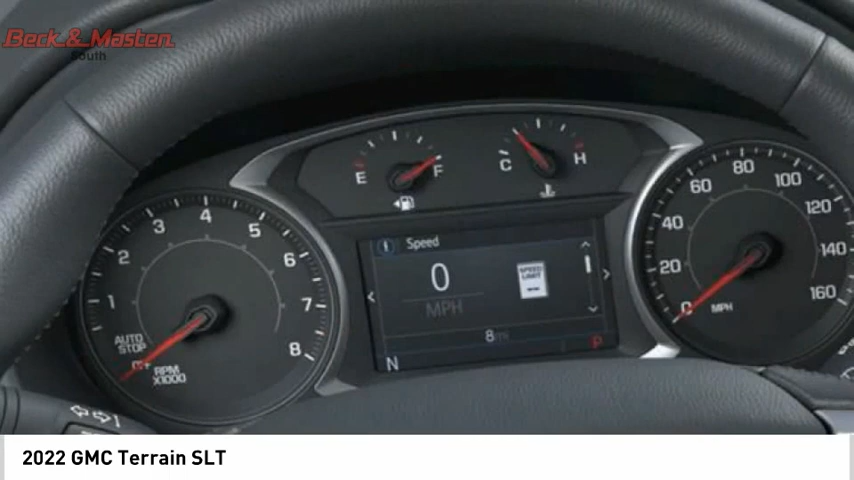 Beck & Masten
South
E F
C H
1 2 3 4 5 6 7 8
AUTO
STOP
RPM
X1000
Speed
0
MPH
SPEED
LIMIT
8mi
N
P
0 20 40 60 80 100 120 140 160
MPH
2022 GMC Terrain SLT